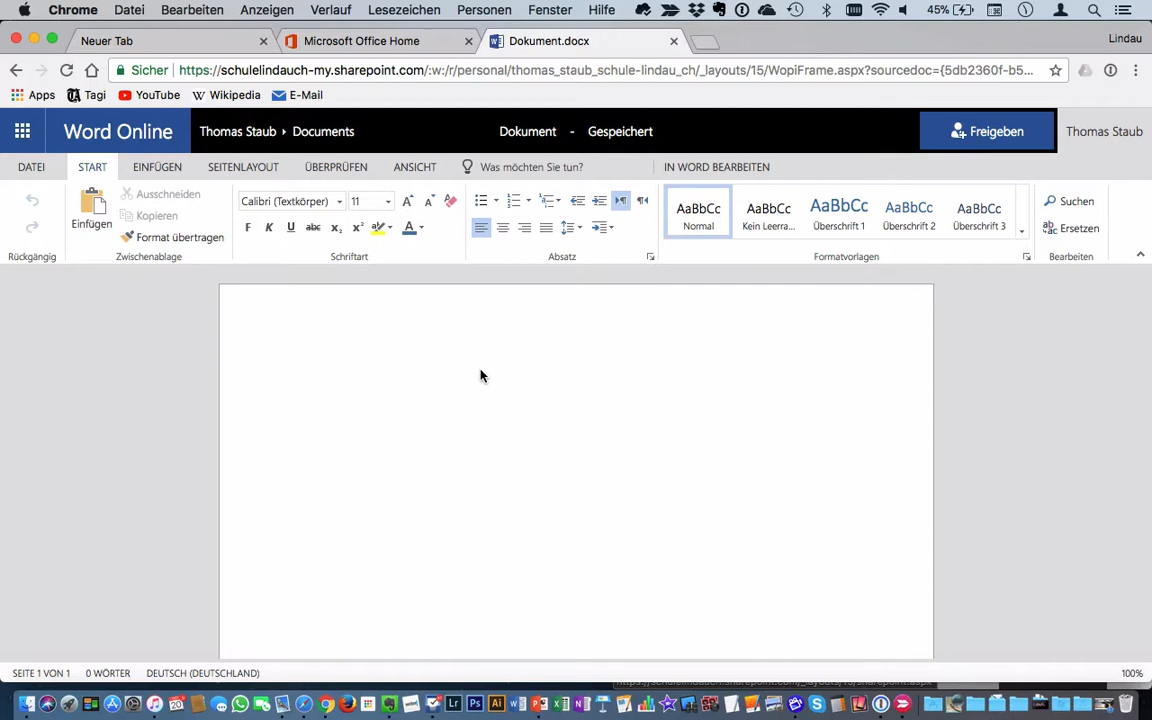 Chrome Datei Bearbeiten Anzeigen Verlauf Lesezeichen Personen Fenster Hilfe 45%
Neuer Tab Microsoft Office Home Dokument.docx Lindau
Sicher https://schulelindauch-my.sharepoint.com/:w:/r/personal/thomas_staub_schule-lindau_ch/_layouts/15/WopiFrame.aspx?sourcedoc={5db2360f-b5...
Apps Tagi YouTube Wikipedia E-Mail
Word Online Thomas Staub Documents Dokument - Gespeichert Freigeben Thomas Staub
DATEI START EINFÜGEN SEITENLAYOUT ÜBERPRÜFEN ANSICHT Was möchten Sie tun? IN WORD BEARBEITEN
Einfügen Ausschneiden Kopieren Format übertragen
Calibri (Textkörper) 11
F K U abc x₂ x² A
AaBbCc AaBbCc AaBbCc AaBbCc AaBbCc
Normal Kein Leerra... Überschrift 1 Überschrift 2 Überschrift 3
Suchen
Ersetzen
Rückgängig Zwischenablage Schriftart Absatz Formatvorlagen Bearbeiten
SEITE 1 VON 1 0 WÖRTER DEUTSCH (DEUTSCHLAND) 100%